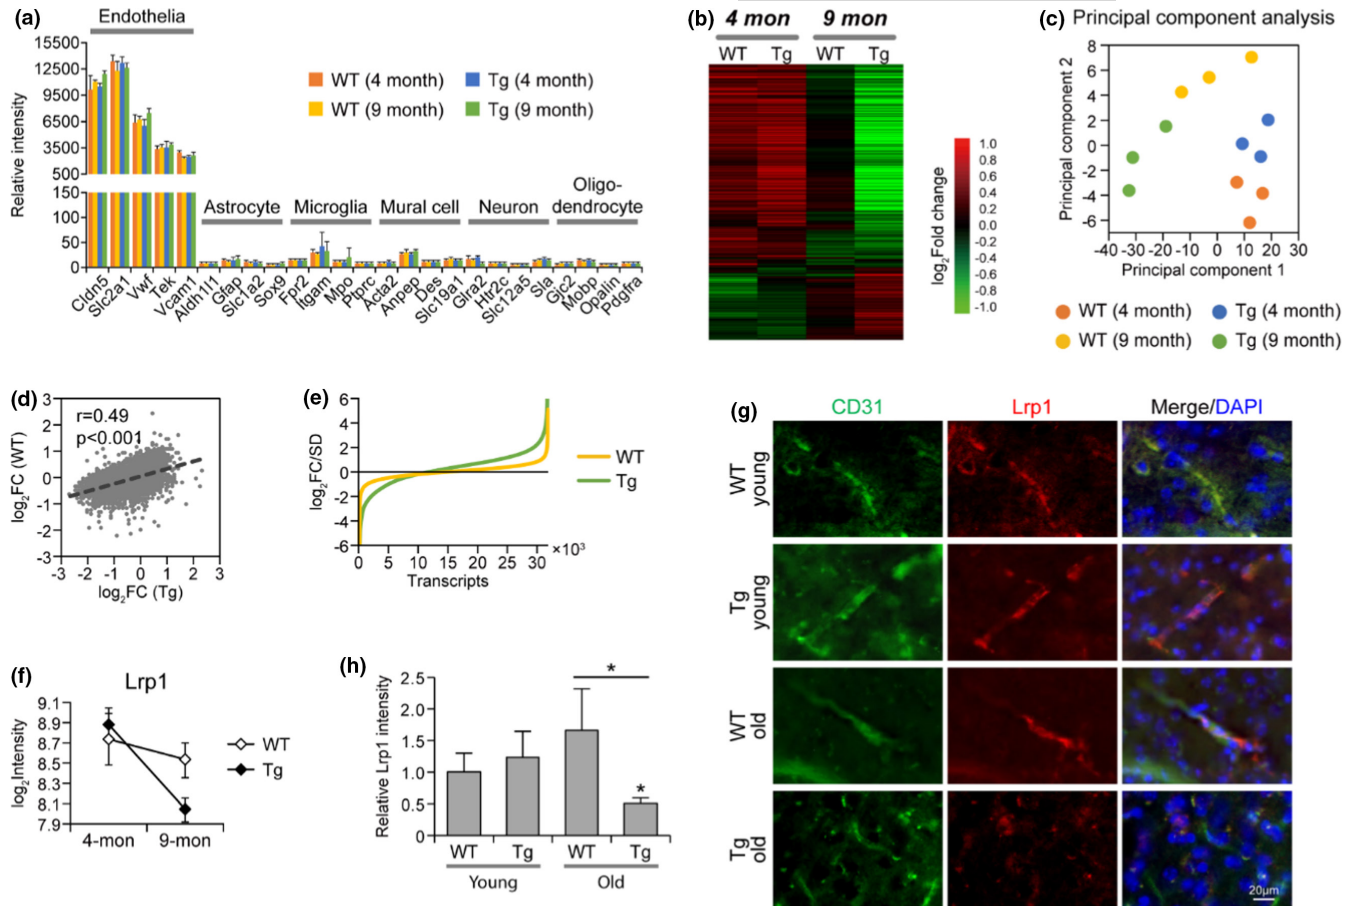 (a)
Endothelia
15500
12500
9500
6500
3500
500
150
100
50
0
Relative intensity
WT (4 month)
Tg (4 month)
WT (9 month)
Tg (9 month)
Astrocyte
Microglia
Mural cell
Neuron
Oligo-
dendrocyte
Cldn5
Slc2a1
Vwf
Tek
Vcam1
Aldh1l1
Gfap
Slc1a2
Sox9
Fpr2
Itgam
Mpo
Ptprc
Acta2
Anpep
Des
Slc19a1
Glra2
Htr2c
Slc12a5
Sla
Gjc2
Mobp
Opalin
Pdgfra
(b)
4 mon 9 mon
WT Tg WT Tg
log2Fold change
1.0
0.8
0.6
0.4
0.2
0.0
-0.2
-0.4
-0.6
-0.8
-1.0
(c) Principal component analysis
Principal component 2
8
6
4
2
0
-2
-4
-6
-40 -30 -20 -10 0 10 20 30
Principal component 1
WT (4 month)
Tg (4 month)
WT (9 month)
Tg (9 month)
(d)
r=0.49
p<0.001
log2FC (WT)
3
2
1
0
-1
-2
-3
-3 -2 -1 0 1 2 3
log2FC (Tg)
(e)
log2FC/SD
6
4
2
0
-2
-4
-6
0 5 10 15 20 25 30
×10³
Transcripts
WT
Tg
(f)
Lrp1
log2Intensity
9.1
8.9
8.7
8.5
8.3
8.1
7.9
4-mon 9-mon
WT
Tg
(g)
CD31 Lrp1 Merge/DAPI
WT
young
Tg
young
WT
old
Tg
old
20μm
(h)
Relative Lrp1 intensity
2.5
2.0
1.5
1.0
0.5
0
*
*
WT Tg WT Tg
Young Old